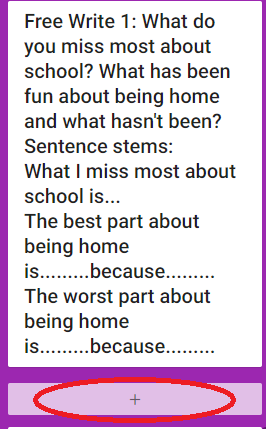 Free Write 1: What do
you miss most about
school? What has been
fun about being home
and what hasn't been?
Sentence stems:
What I miss most about
school is...
The best part about
being home
is.........because.........
The worst part about
being home
is.........because.........
+